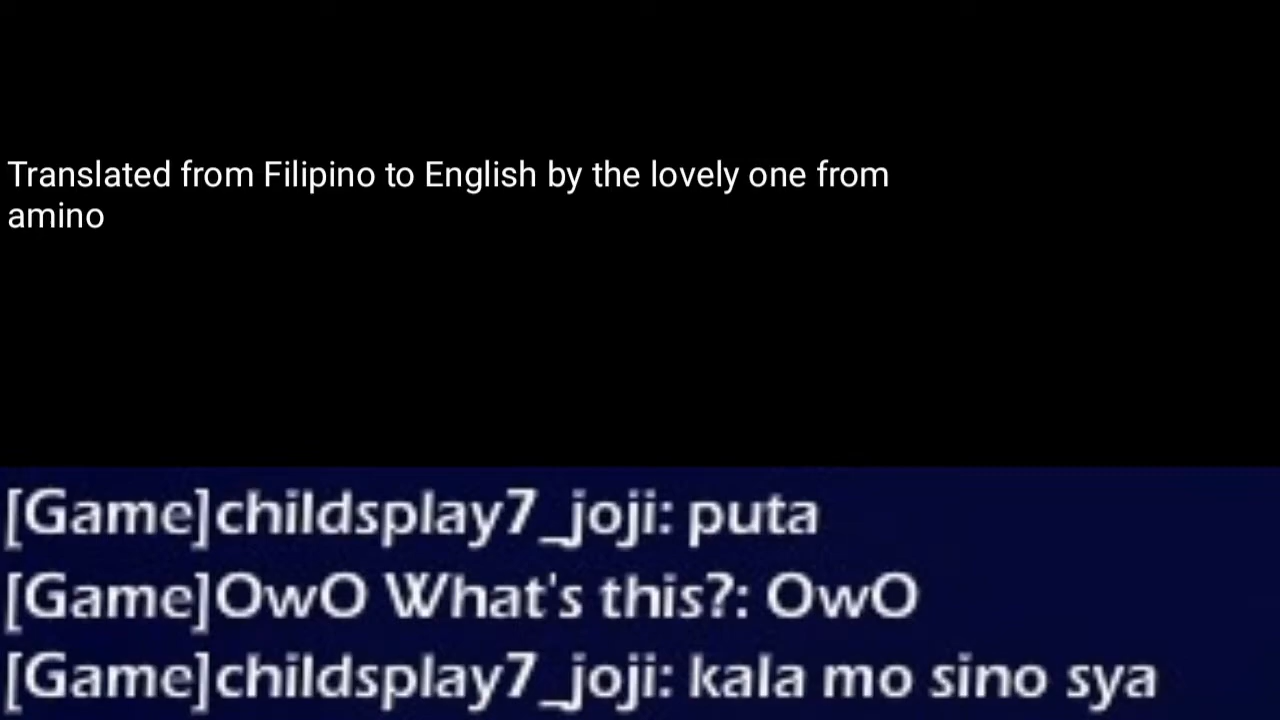 Translated from Filipino to English by the lovely one from
amino
[Game]childsplay7_joji: puta
[Game]OwO What's this?: OwO
[Game]childsplay7_joji: kala mo sino sya